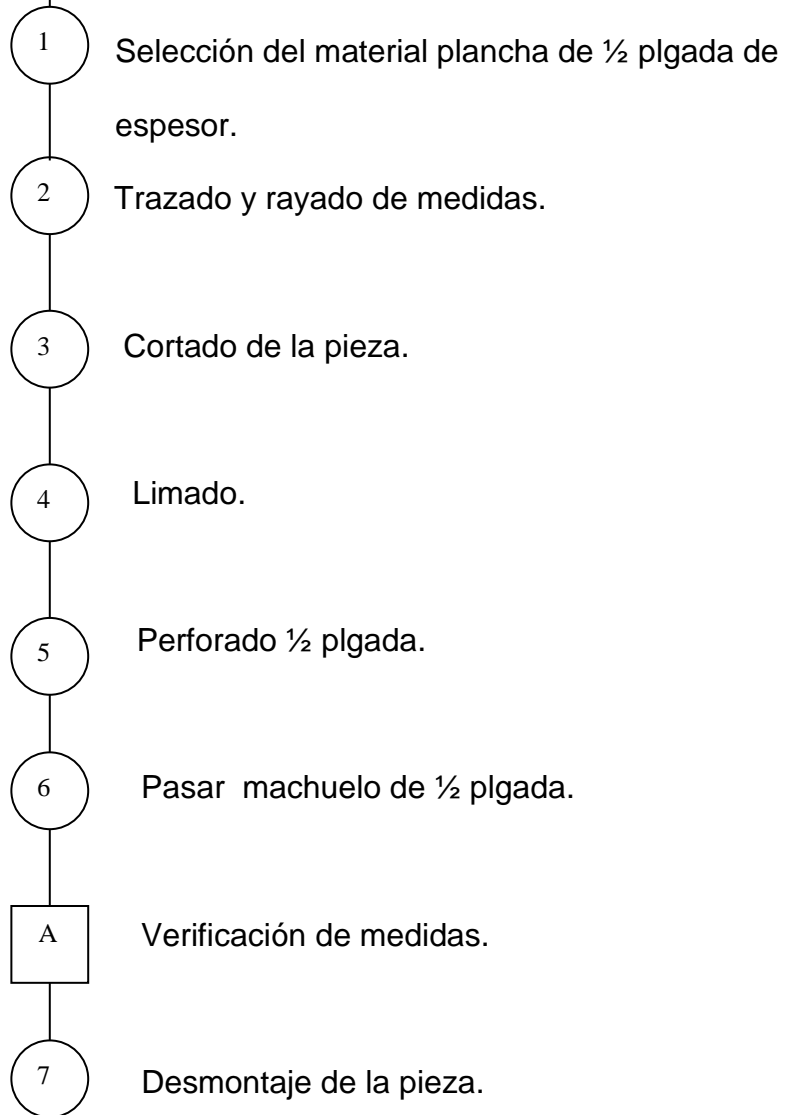 1 Selección del material plancha de ½ plgada de
espesor.
2 Trazado y rayado de medidas.
3 Cortado de la pieza.
4 Limado.
5 Perforado ½ plgada.
6 Pasar machuelo de ½ plgada.
A Verificación de medidas.
7 Desmontaje de la pieza.